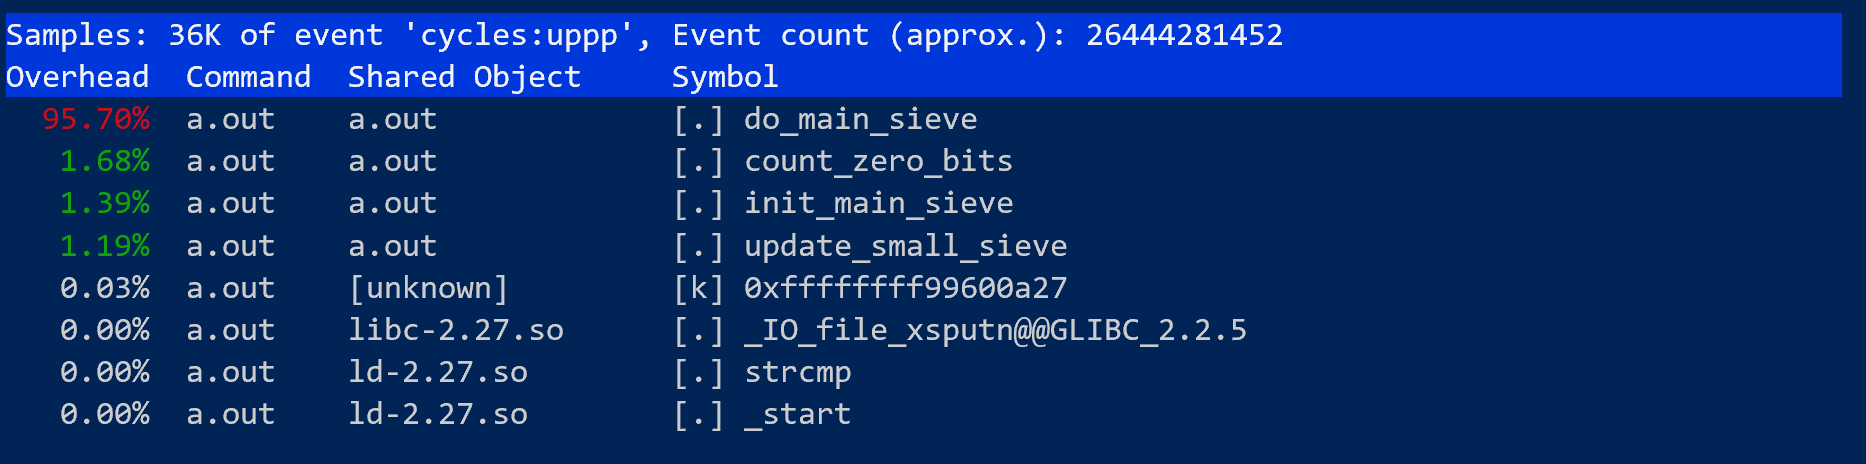 Samples: 36K of event 'cycles:uppp', Event count (approx.): 26444281452
Overhead  Command  Shared Object     Symbol
  95.70%  a.out    a.out             [.] do_main_sieve
   1.68%  a.out    a.out             [.] count_zero_bits
   1.39%  a.out    a.out             [.] init_main_sieve
   1.19%  a.out    a.out             [.] update_small_sieve
   0.03%  a.out    [unknown]         [k] 0xffffffff99600a27
   0.00%  a.out    libc-2.27.so      [.] _IO_file_xsputn@@GLIBC_2.2.5
   0.00%  a.out    ld-2.27.so        [.] strcmp
   0.00%  a.out    ld-2.27.so        [.] _start